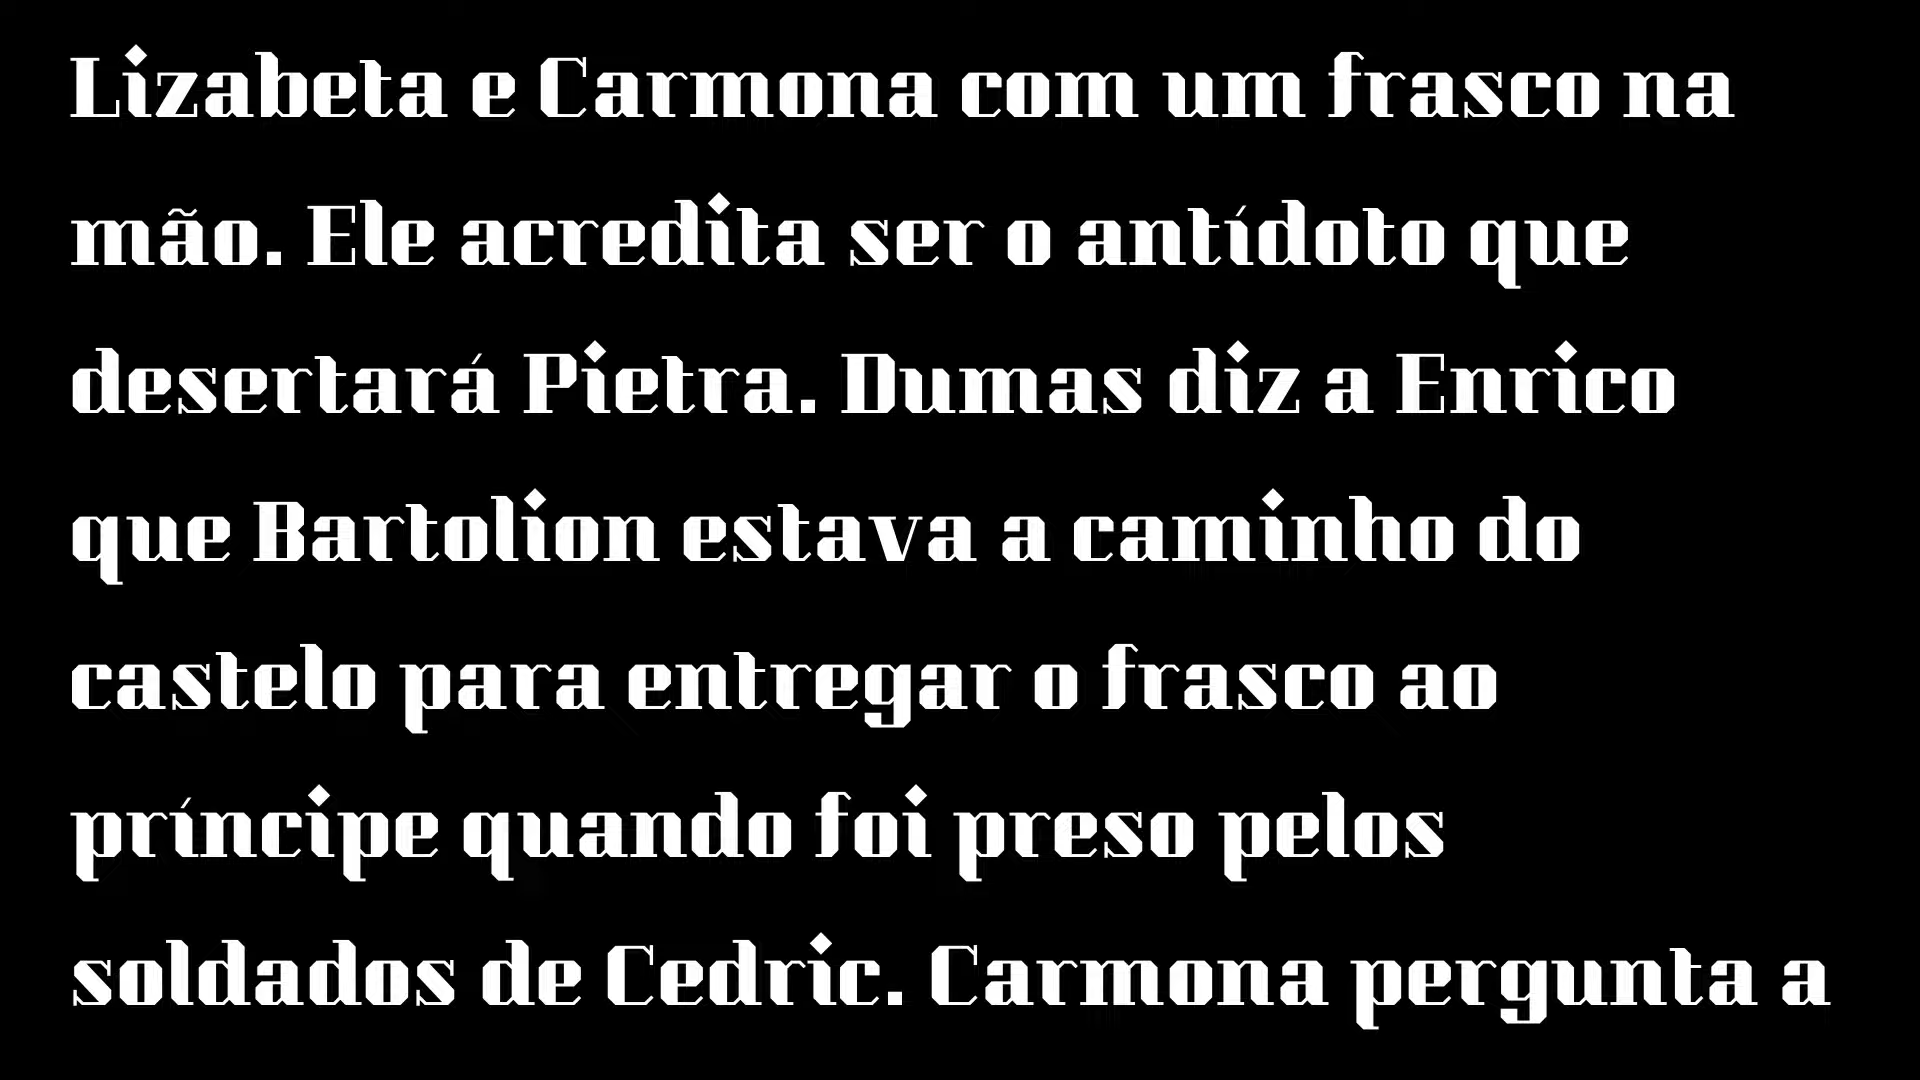 Lizabeta e Carmona com um frasco na
mão. Ele acredita ser o antídoto que
desertará Pietra. Dumas diz a Enrico
que Bartolion estava a caminho do
castelo para entregar o frasco ao
príncipe quando foi preso pelos
soldados de Cedric. Carmona pergunta a